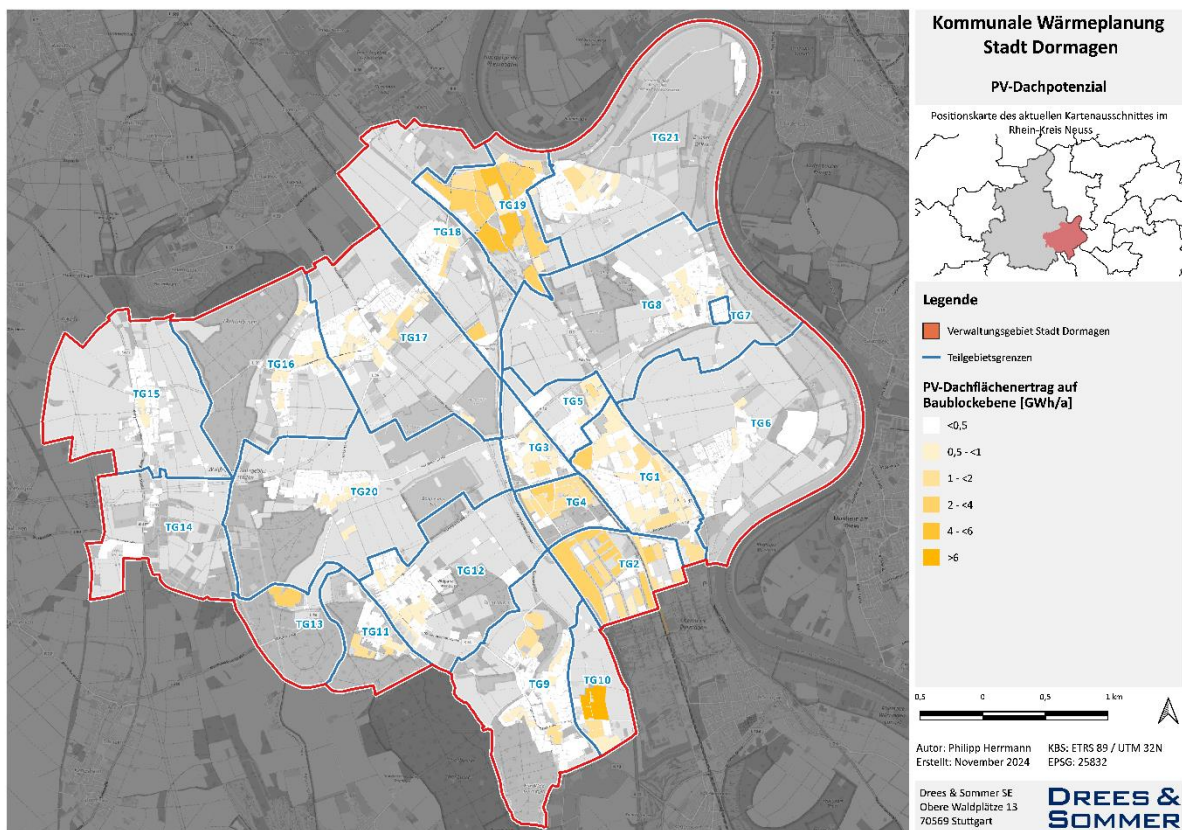 Kommunale Wärmeplanung
Stadt Dormagen
PV-Dachpotenzial
Positionskarte des aktuellen Kartenausschnittes im
Rhein-Kreis Neuss
Legende
Verwaltungsgebiet Stadt Dormagen
Teilgebietsgrenzen
PV-Dachflächenertrag auf
Baublockebene [GWh/a]
<0,5
0,5 - <1
1 - <2
2 - <4
4 - <6
>6
0,5 0 0,5 1 km
Autor: Philipp Herrmann KBS: ETRS 89 / UTM 32N
Erstellt: November 2024 EPSG: 25832
Drees & Sommer SE
Obere Waldplätze 13
70569 Stuttgart
DREES &
SOMMER
TG21
TG19
TG18
TG8
TG7
TG17
TG16
TG15
TG5
TG6
TG3
TG1
TG20
TG4
TG14
TG2
TG12
TG13
TG11
TG9
TG10